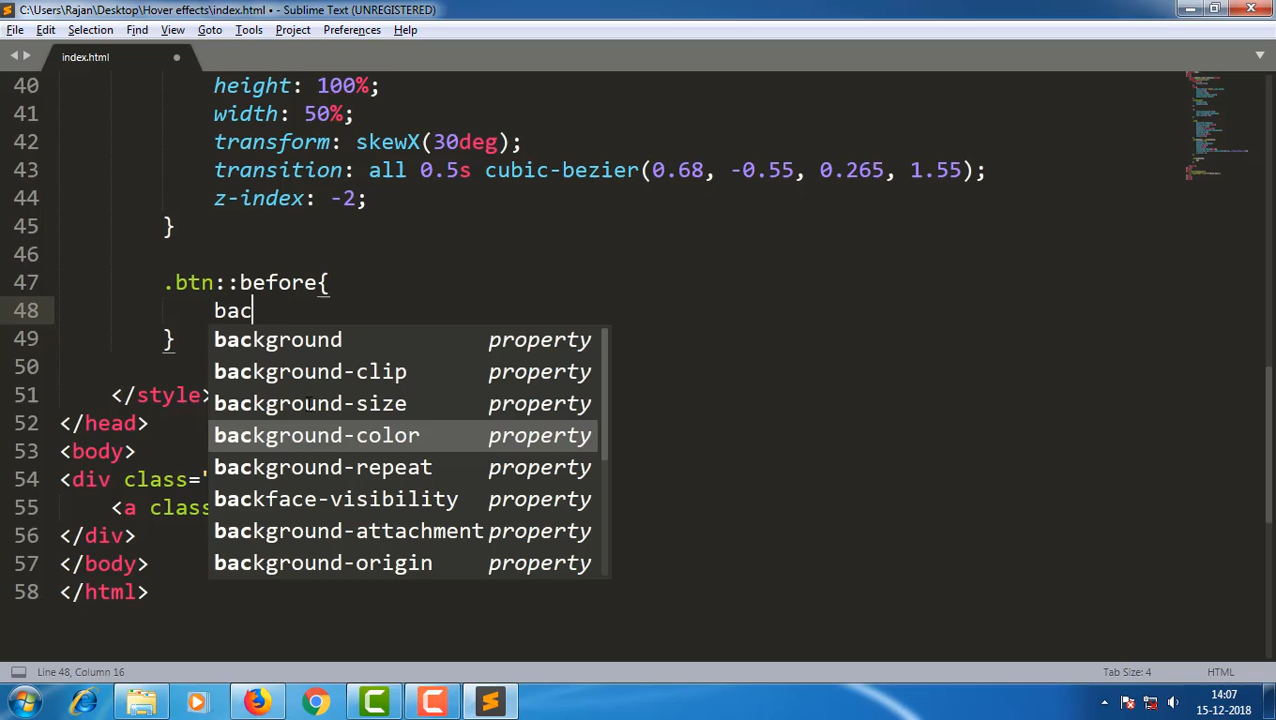 C:\Users\Rajan\Desktop\Hover effects\index.html • - Sublime Text (UNREGISTERED)
File Edit Selection Find View Goto Tools Project Preferences Help
index.html
40 height: 100%;
41 width: 50%;
42 transform: skewX(30deg);
43 transition: all 0.5s cubic-bezier(0.68, -0.55, 0.265, 1.55);
44 z-index: -2;
45 }
46
47 .btn::before{
48 bac
background property
49 }
background-clip property
50
51 </style>
background-size property
52 </head>
background-color property
53 <body>
background-repeat property
54 <div class="
backface-visibility property
55 <a class
background-attachment property
56 </div>
background-origin property
57 </body>
58 </html>
Line 48, Column 16 Tab Size: 4 HTML
14:07
15-12-2018